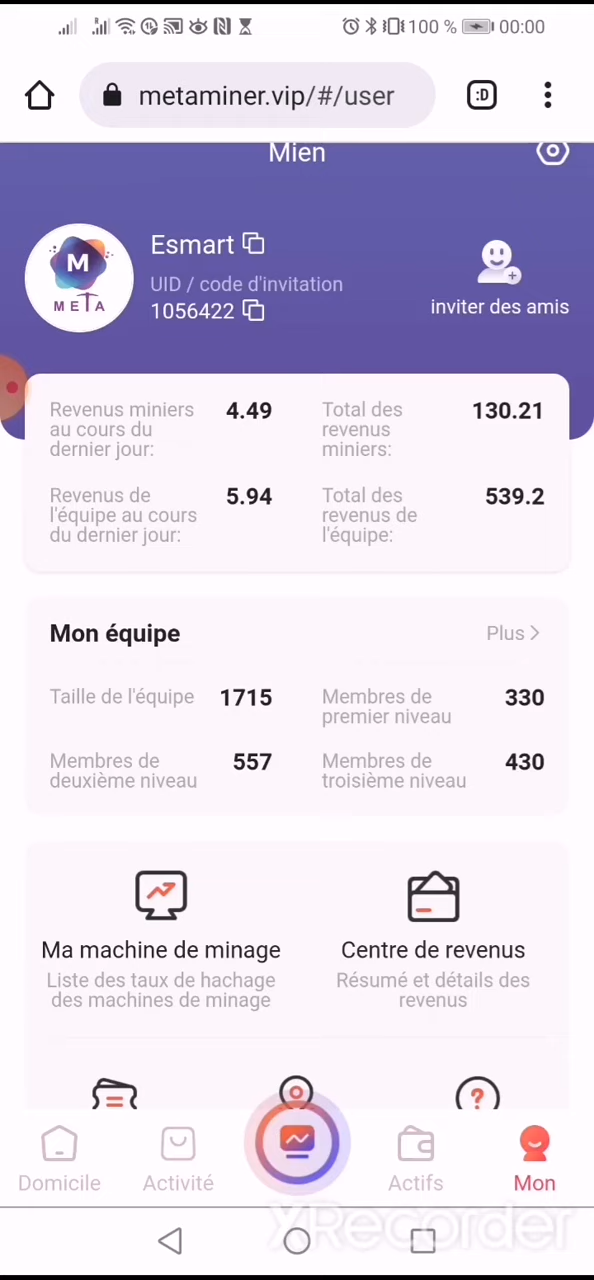 100 % 00:00
metaminer.vip/#/user
:D
Mien
M
META
Esmart
UID / code d'invitation
1056422
inviter des amis
Revenus miniers au cours du dernier jour: 4.49
Total des revenus miniers: 130.21
Revenus de l'équipe au cours du dernier jour: 5.94
Total des revenus de l'équipe: 539.2
Mon équipe
Plus
Taille de l'équipe 1715
Membres de premier niveau 330
Membres de deuxième niveau 557
Membres de troisième niveau 430
Ma machine de minage
Liste des taux de hachage
des machines de minage
Centre de revenus
Résumé et détails des
revenus
Domicile
Activité
Actifs
Mon
XRecorder